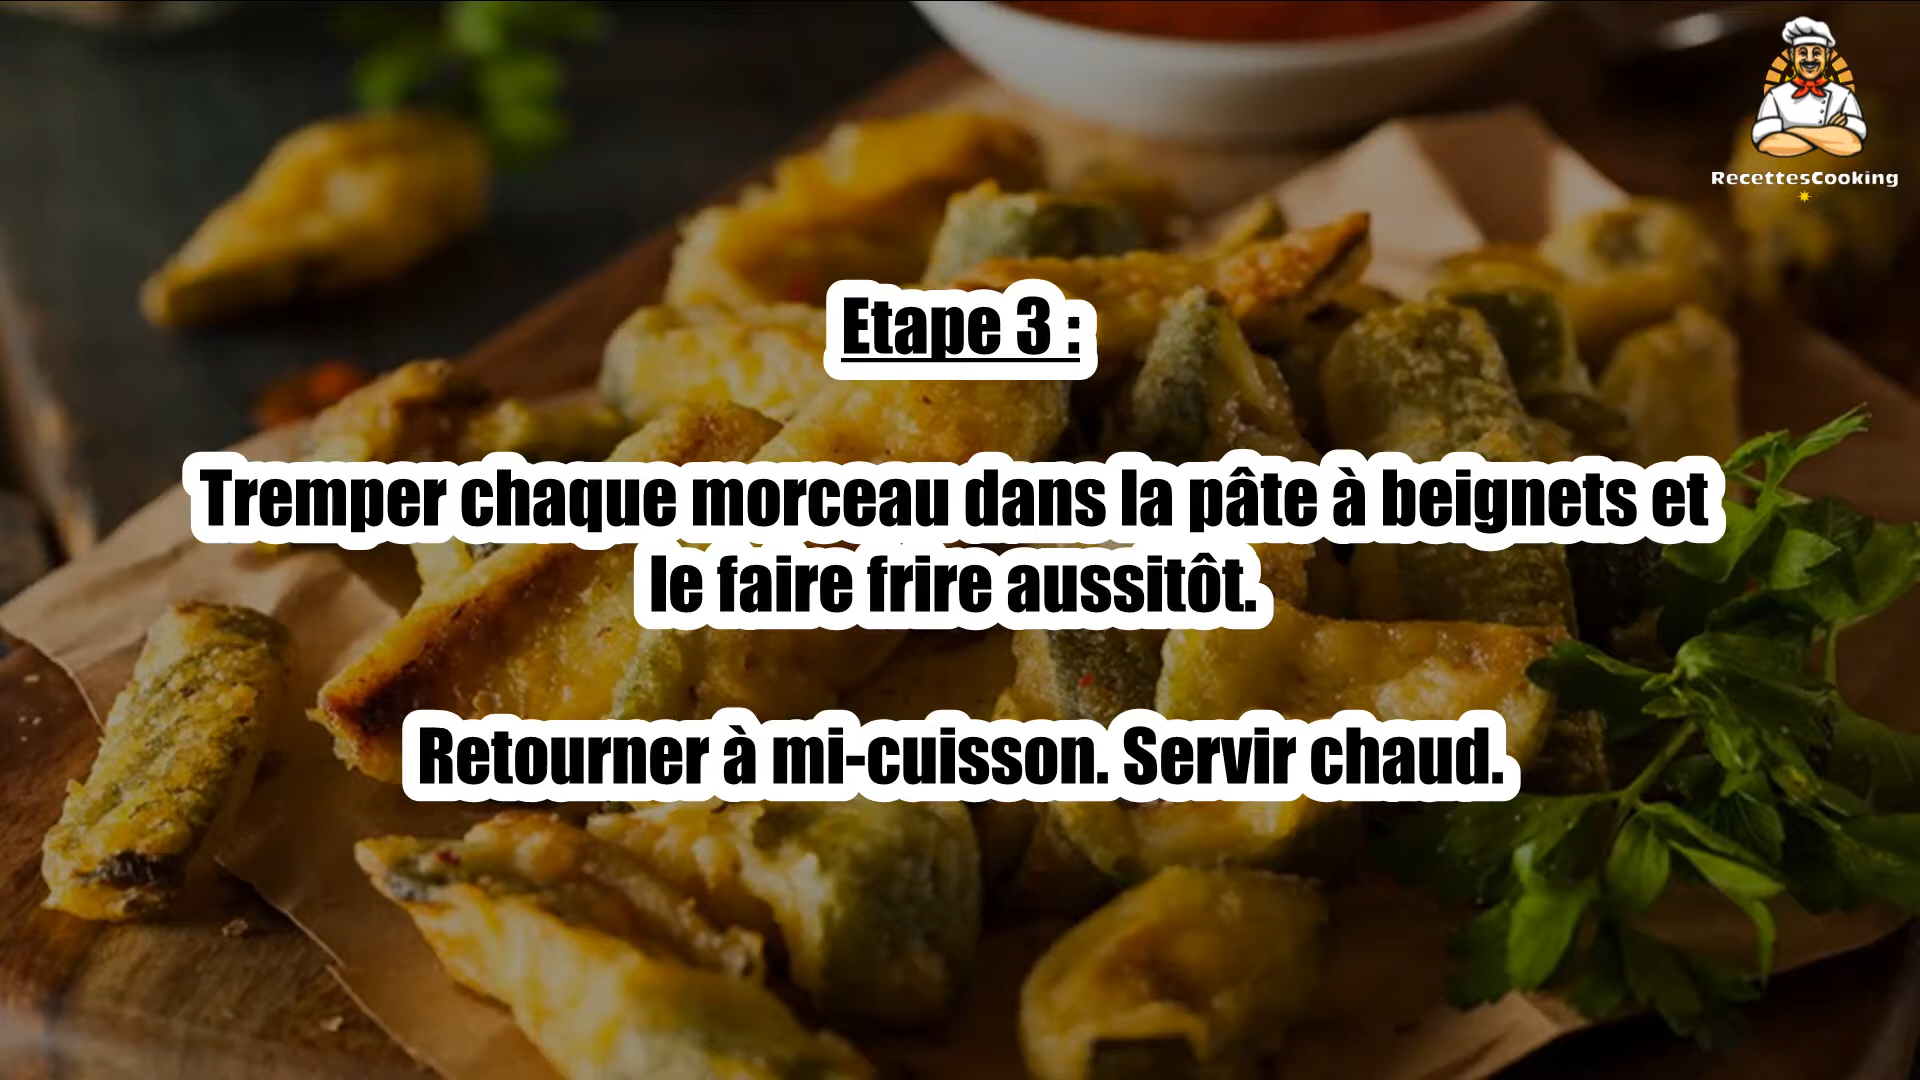 RecettesCooking
Etape 3 :
Tremper chaque morceau dans la pâte à beignets et
le faire frire aussitôt.
Retourner à mi-cuisson. Servir chaud.